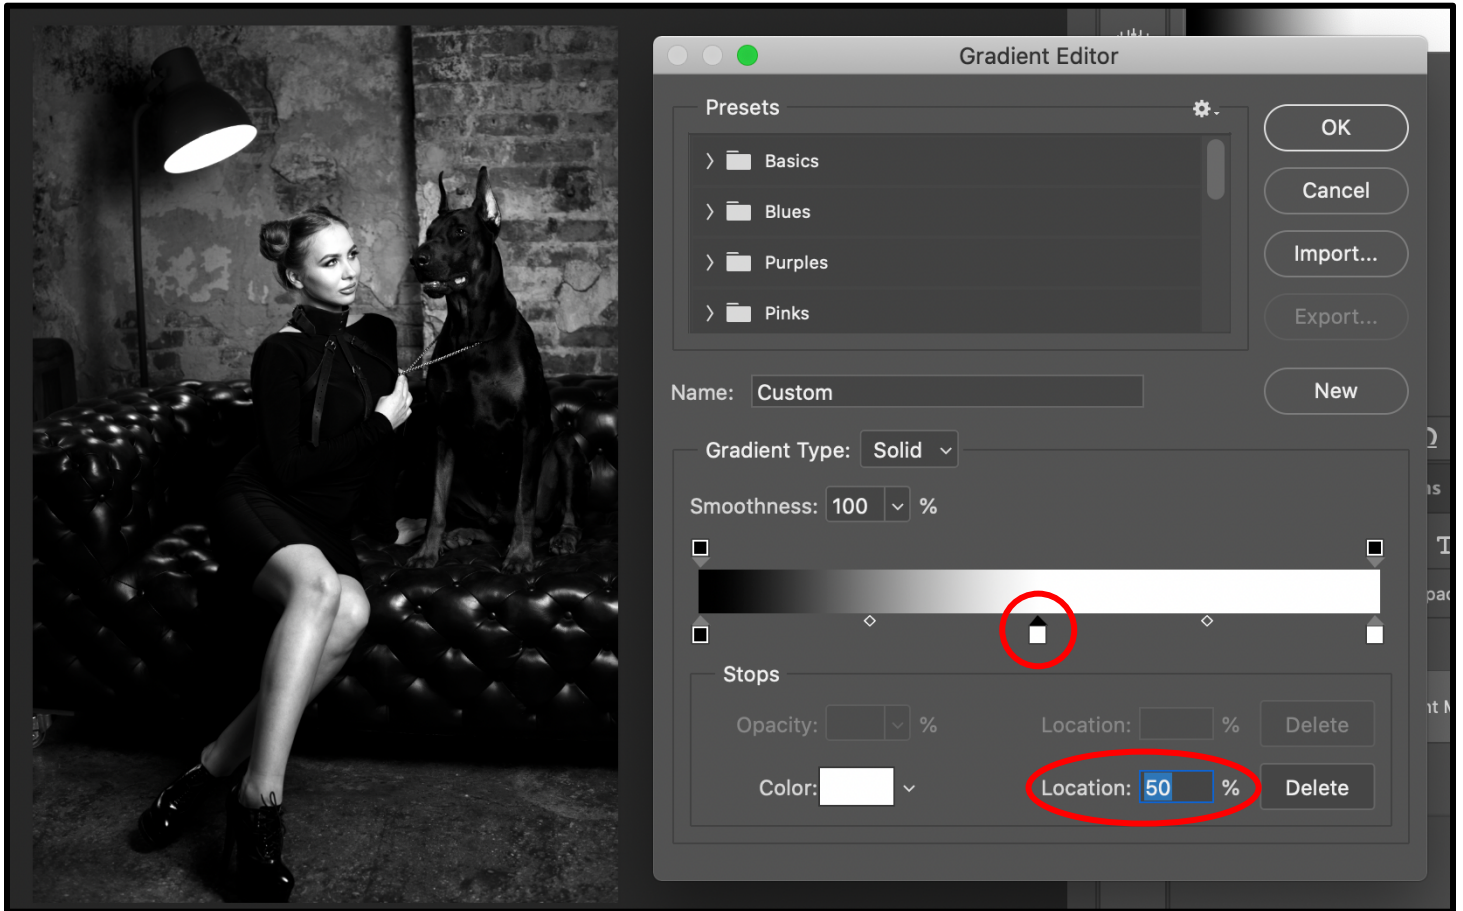 Gradient Editor
Presets
Basics
Blues
Purples
Pinks
OK
Cancel
Import...
Export...
Name: Custom
New
Gradient Type: Solid
Smoothness: 100 %
Stops
Opacity: % Location: % Delete
Color: Location: 50 % Delete